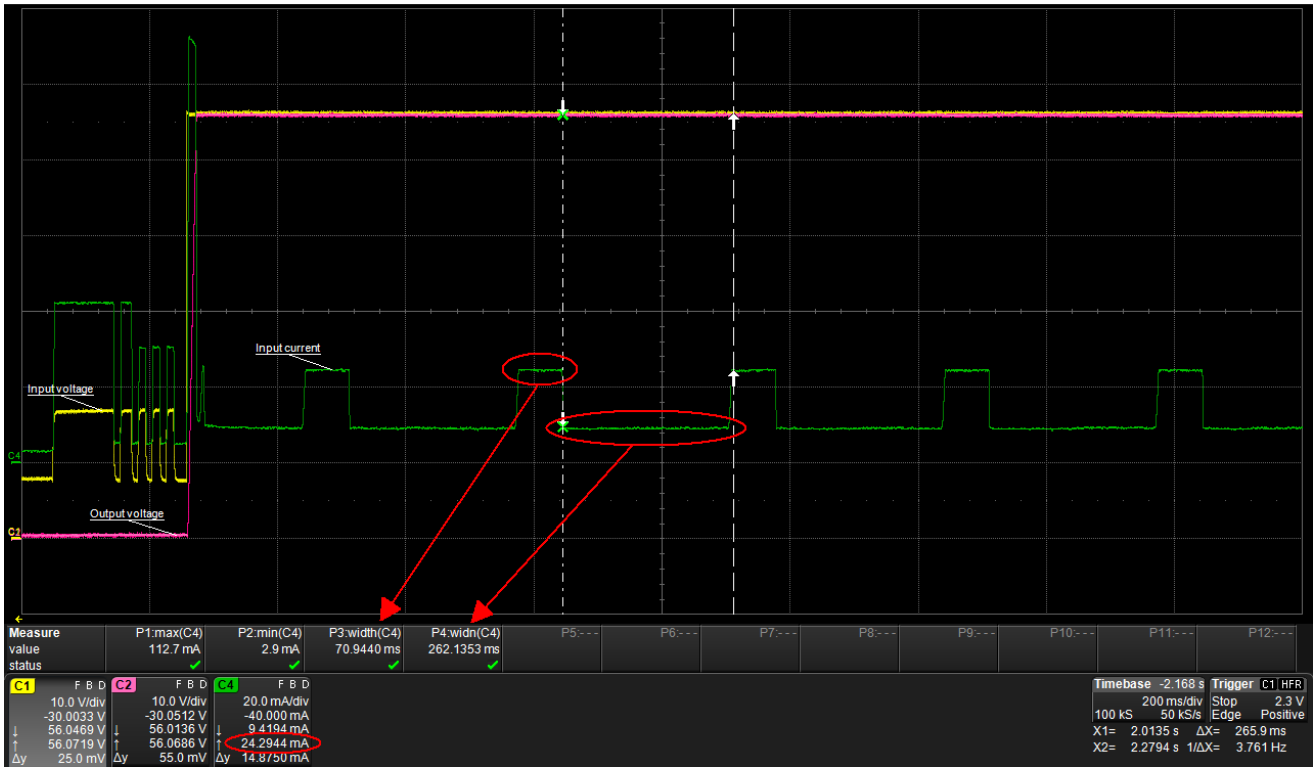 Input current
Input voltage
C4
Output voltage
Measure P1:max(C4) P2:min(C4) P3:width(C4) P4:widn(C4) P5:--- P6:--- P7:--- P8:--- P9:--- P10:--- P11:--- P12:---
value 112.7 mA 2.9 mA 70.9440 ms 262.1353 ms
status
C1 F B D C2 F B D C4 F B D Timebase -2.168 s Trigger C1 HFR
10.0 V/div 10.0 V/div 20.0 mA/div 200 ms/div Stop 2.3 V
-30.0033 V -30.0512 V -40.000 mA 100 kS 50 kS/s Edge Positive
↓ 56.0469 V ↓ 56.0136 V ↓ 9.4194 mA X1= 2.0135 s ΔX= 265.9 ms
↑ 56.0719 V ↑ 56.0686 V ↑ 24.2944 mA X2= 2.2794 s 1/ΔX= 3.761 Hz
Δy 25.0 mV Δy 55.0 mV Δy 14.8750 mA